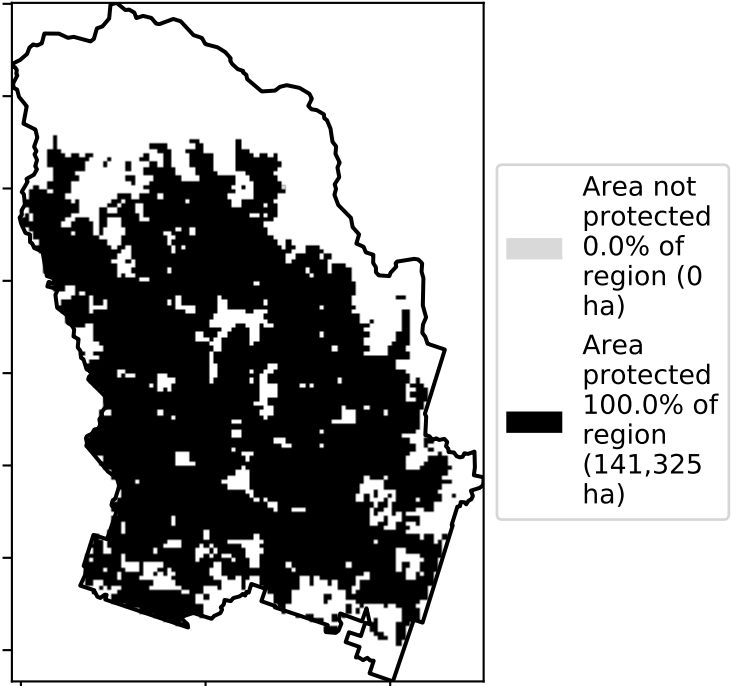 Area not
protected
0.0% of
region (0
ha)
Area
protected
100.0% of
region
(141,325
ha)